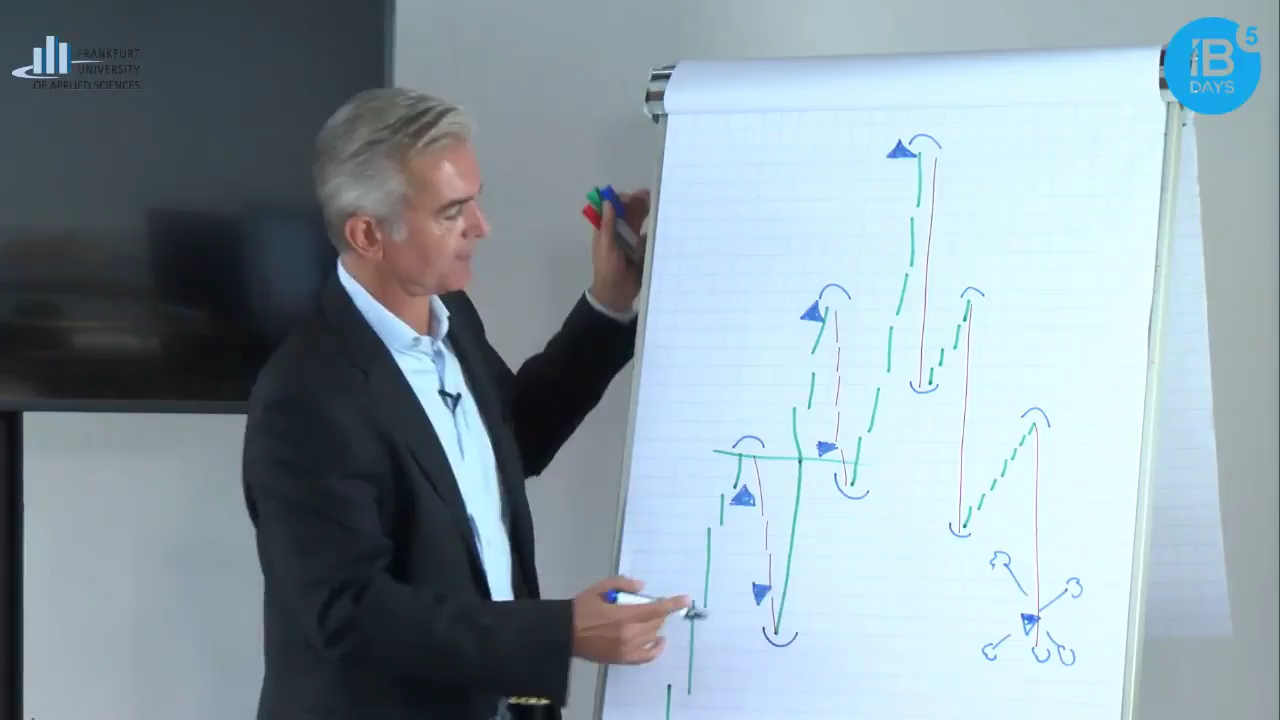 FRANKFURT
UNIVERSITY
OF APPLIED SCIENCES
iB 5
DAYS